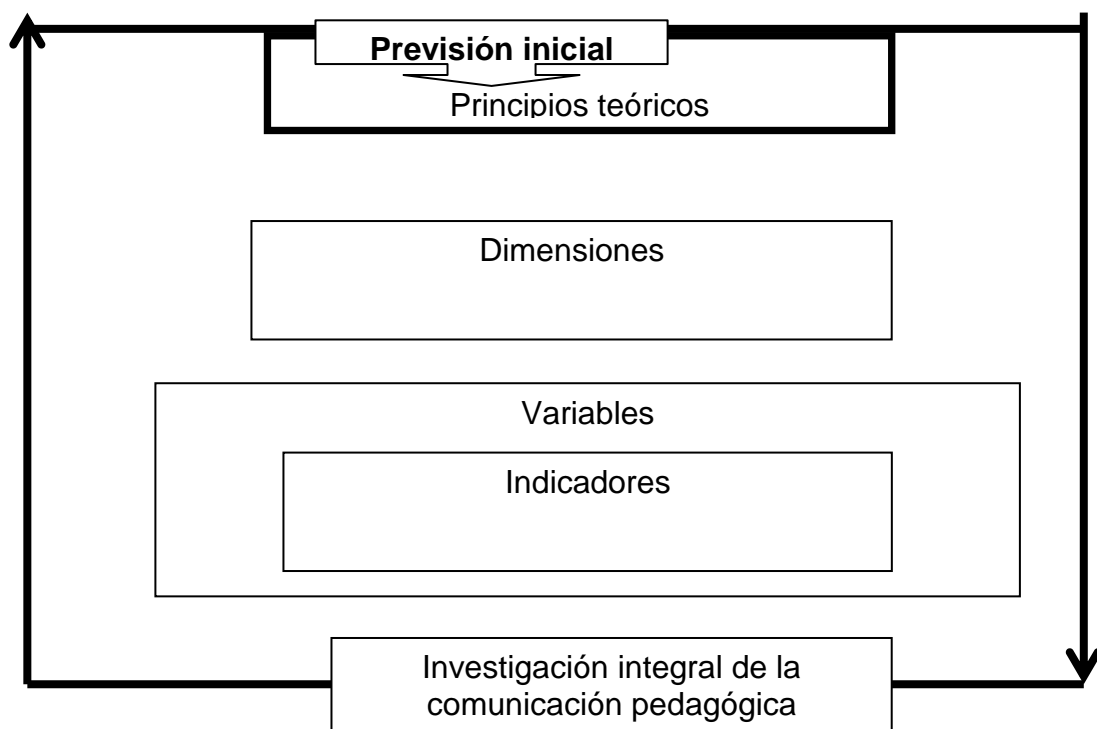 Previsión inicial
Principios teóricos
Dimensiones
Variables
Indicadores
Investigación integral de la
comunicación pedagógica